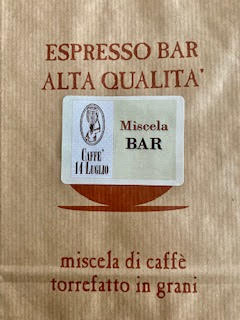 ESPRESSO BAR
ALTA QUALITA'
CAFFE'
14 LUGLIO
Miscela
BAR
miscela di caffè
torrefatto in grani